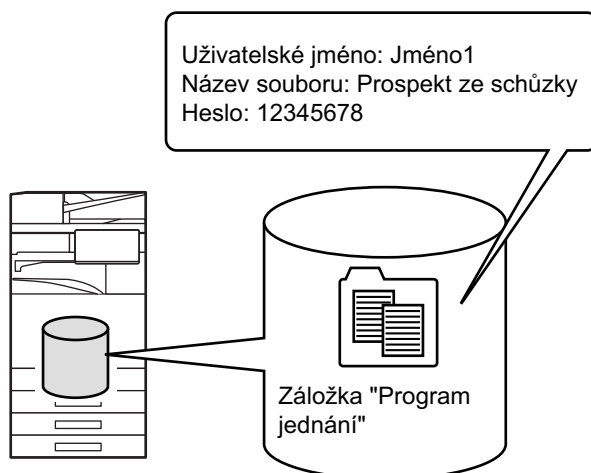 Uživatelské jméno: Jméno1
Název souboru: Prospekt ze schůzky
Heslo: 12345678
Záložka "Program
jednání"